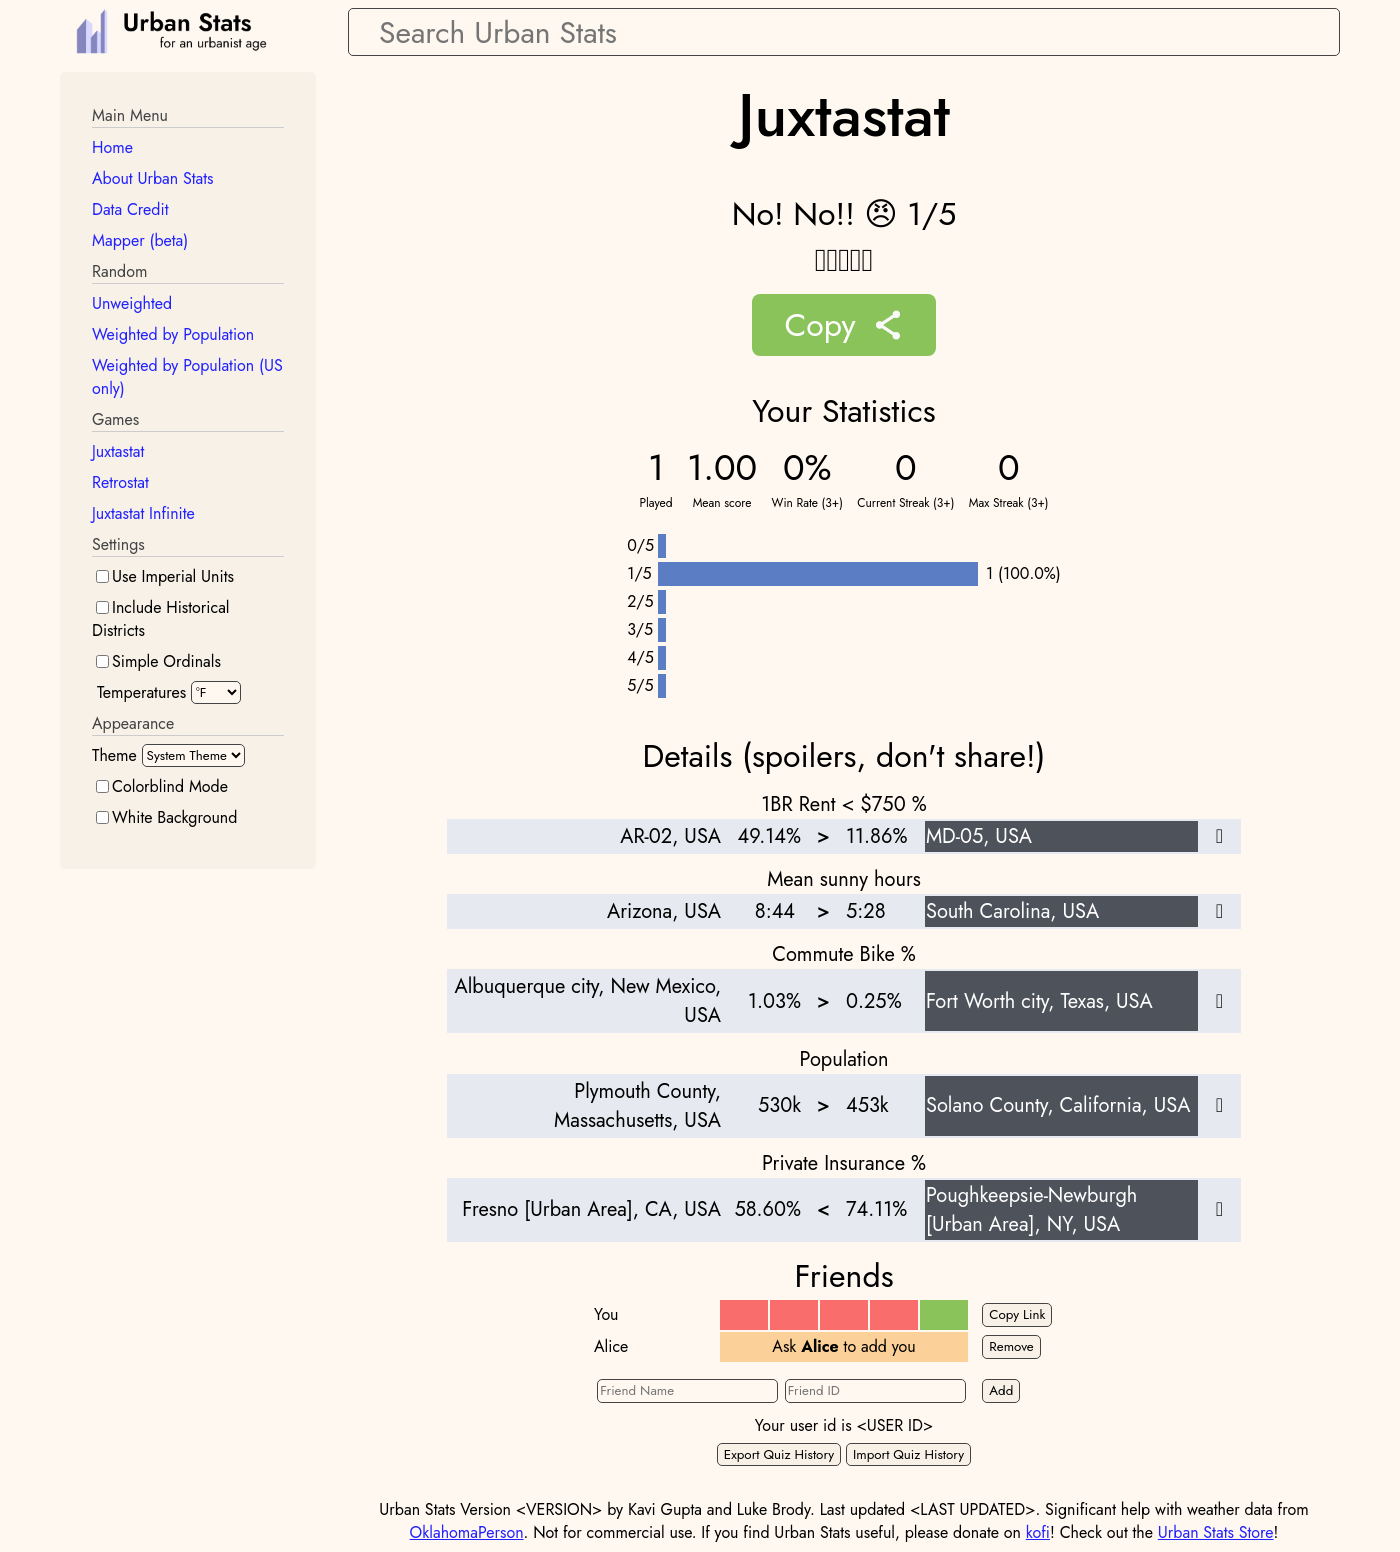 Urban Stats
for an urbanist age
Search Urban Stats
Main Menu
Home
About Urban Stats
Data Credit
Mapper (beta)
Random
Unweighted
Weighted by Population
Weighted by Population (US
only)
Games
Juxtastat
Retrostat
Juxtastat Infinite
Settings
Use Imperial Units
Include Historical
Districts
Simple Ordinals
Temperatures °F
Appearance
Theme System Theme
Colorblind Mode
White Background
Juxtastat
No! No!! 😠 1/5
Copy
Your Statistics
1 1.00 0% 0 0
Played Mean score Win Rate (3+) Current Streak (3+) Max Streak (3+)
0/5
1/5 1 (100.0%)
2/5
3/5
4/5
5/5
Details (spoilers, don't share!)
1BR Rent < $750 %
AR-02, USA 49.14% > 11.86% MD-05, USA
Mean sunny hours
Arizona, USA 8:44 > 5:28 South Carolina, USA
Commute Bike %
Albuquerque city, New Mexico,
USA 1.03% > 0.25% Fort Worth city, Texas, USA
Population
Plymouth County,
Massachusetts, USA 530k > 453k Solano County, California, USA
Private Insurance %
Fresno [Urban Area], CA, USA 58.60% < 74.11% Poughkeepsie-Newburgh
[Urban Area], NY, USA
Friends
You Copy Link
Alice Ask Alice to add you Remove
Friend Name Friend ID Add
Your user id is <USER ID>
Export Quiz History Import Quiz History
Urban Stats Version <VERSION> by Kavi Gupta and Luke Brody. Last updated <LAST UPDATED>. Significant help with weather data from
OklahomaPerson. Not for commercial use. If you find Urban Stats useful, please donate on kofi! Check out the Urban Stats Store!